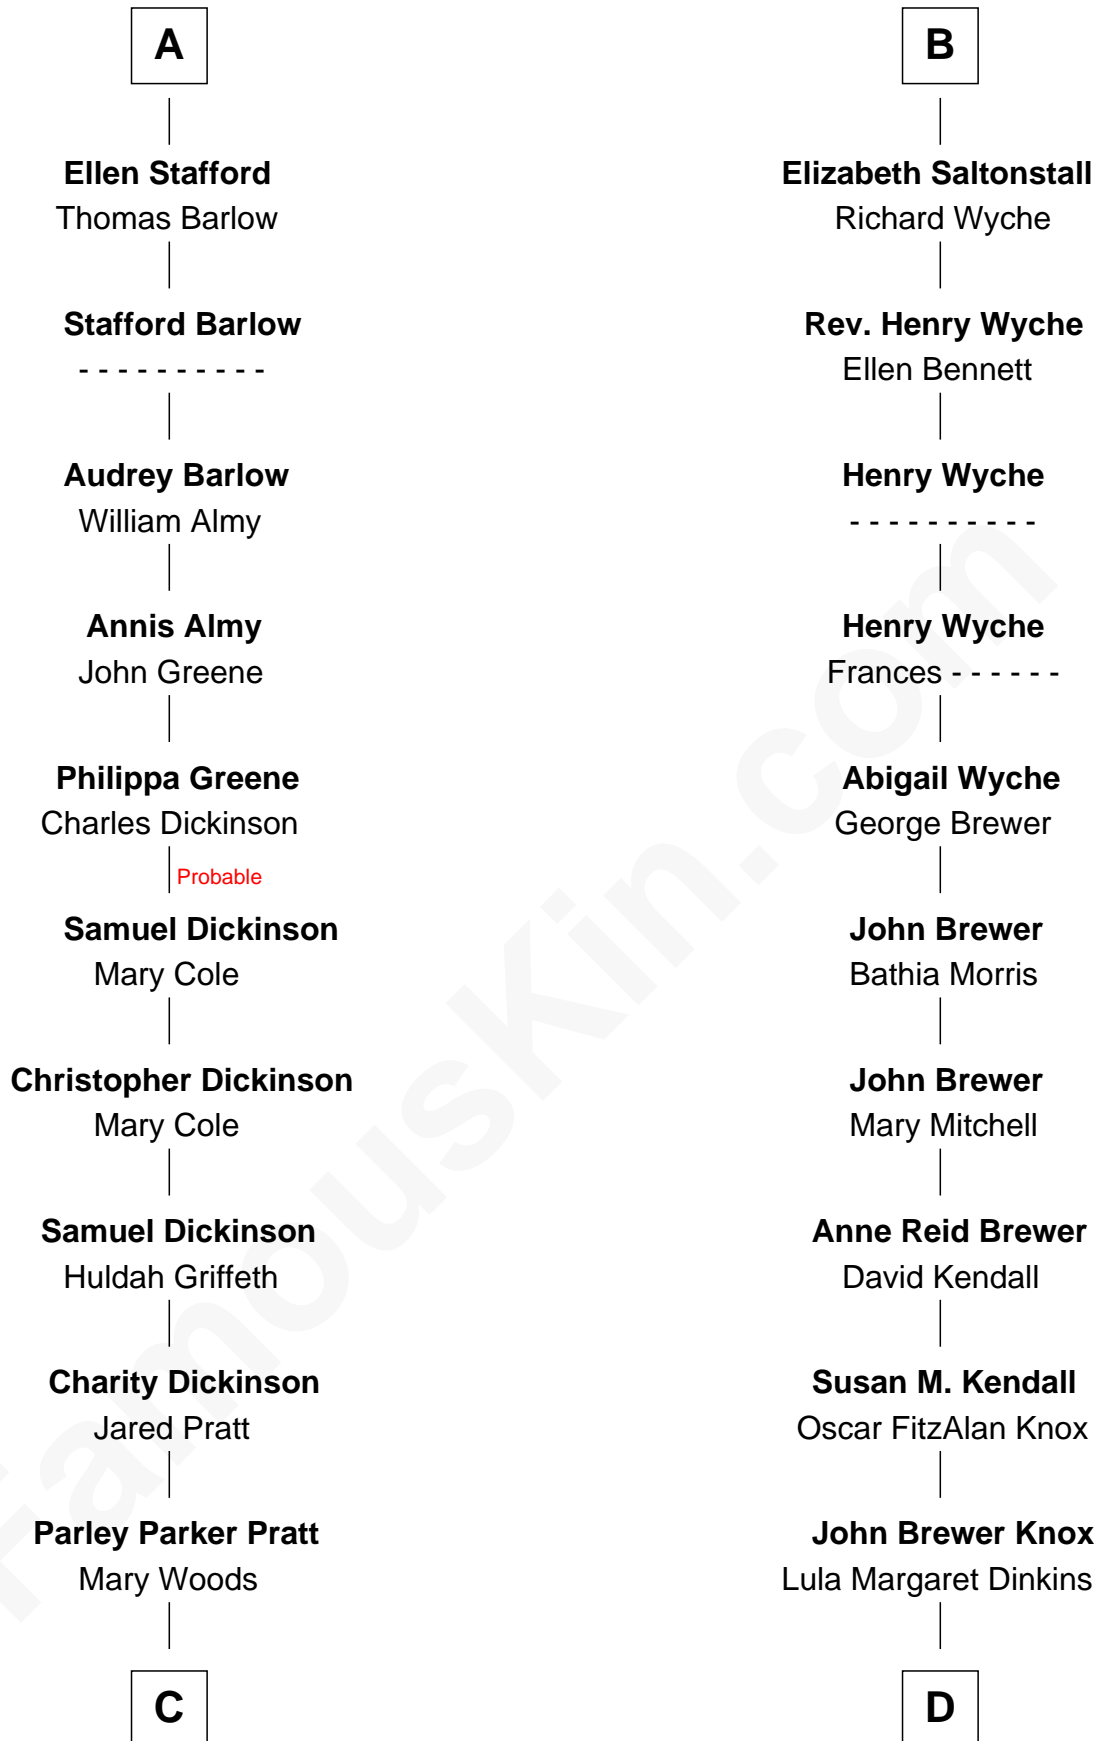 A
Ellen Stafford
Thomas Barlow
Stafford Barlow
- - - - - - - - - -
Audrey Barlow
William Almy
Annis Almy
John Greene
Philippa Greene
Charles Dickinson
Probable
Samuel Dickinson
Mary Cole
Christopher Dickinson
Mary Cole
Samuel Dickinson
Huldah Griffeth
Charity Dickinson
Jared Pratt
Parley Parker Pratt
Mary Woods
C
B
Elizabeth Saltonstall
Richard Wyche
Rev. Henry Wyche
Ellen Bennett
Henry Wyche
- - - - - - - - - -
Henry Wyche
Frances - - - - - -
Abigail Wyche
George Brewer
John Brewer
Bathia Morris
John Brewer
Mary Mitchell
Anne Reid Brewer
David Kendall
Susan M. Kendall
Oscar FitzAlan Knox
John Brewer Knox
Lula Margaret Dinkins
D
FamousKin.com